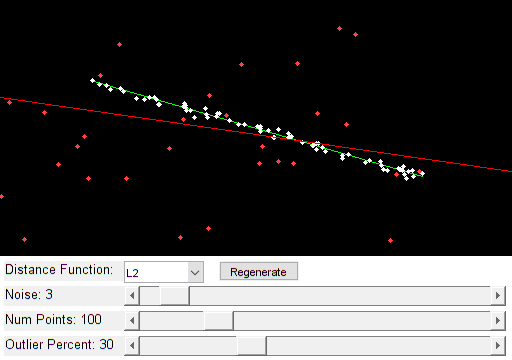 Distance Function: L2 Regenerate
Noise: 3
Num Points: 100
Outlier Percent: 30